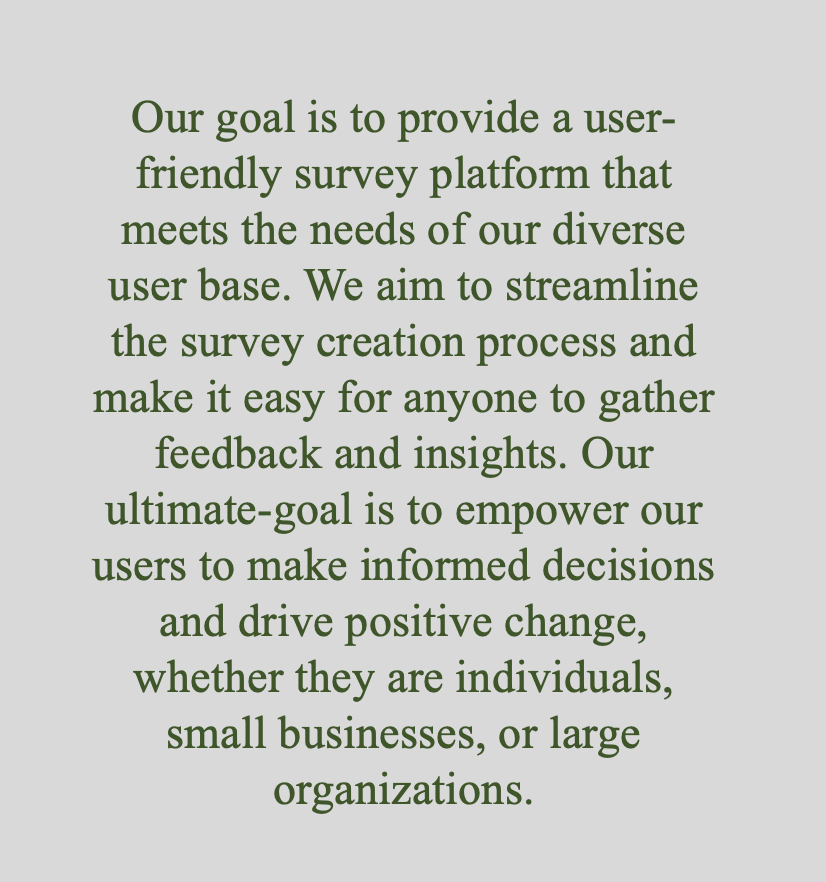 Our goal is to provide a user-
friendly survey platform that
meets the needs of our diverse
user base. We aim to streamline
the survey creation process and
make it easy for anyone to gather
feedback and insights. Our
ultimate-goal is to empower our
users to make informed decisions
and drive positive change,
whether they are individuals,
small businesses, or large
organizations.